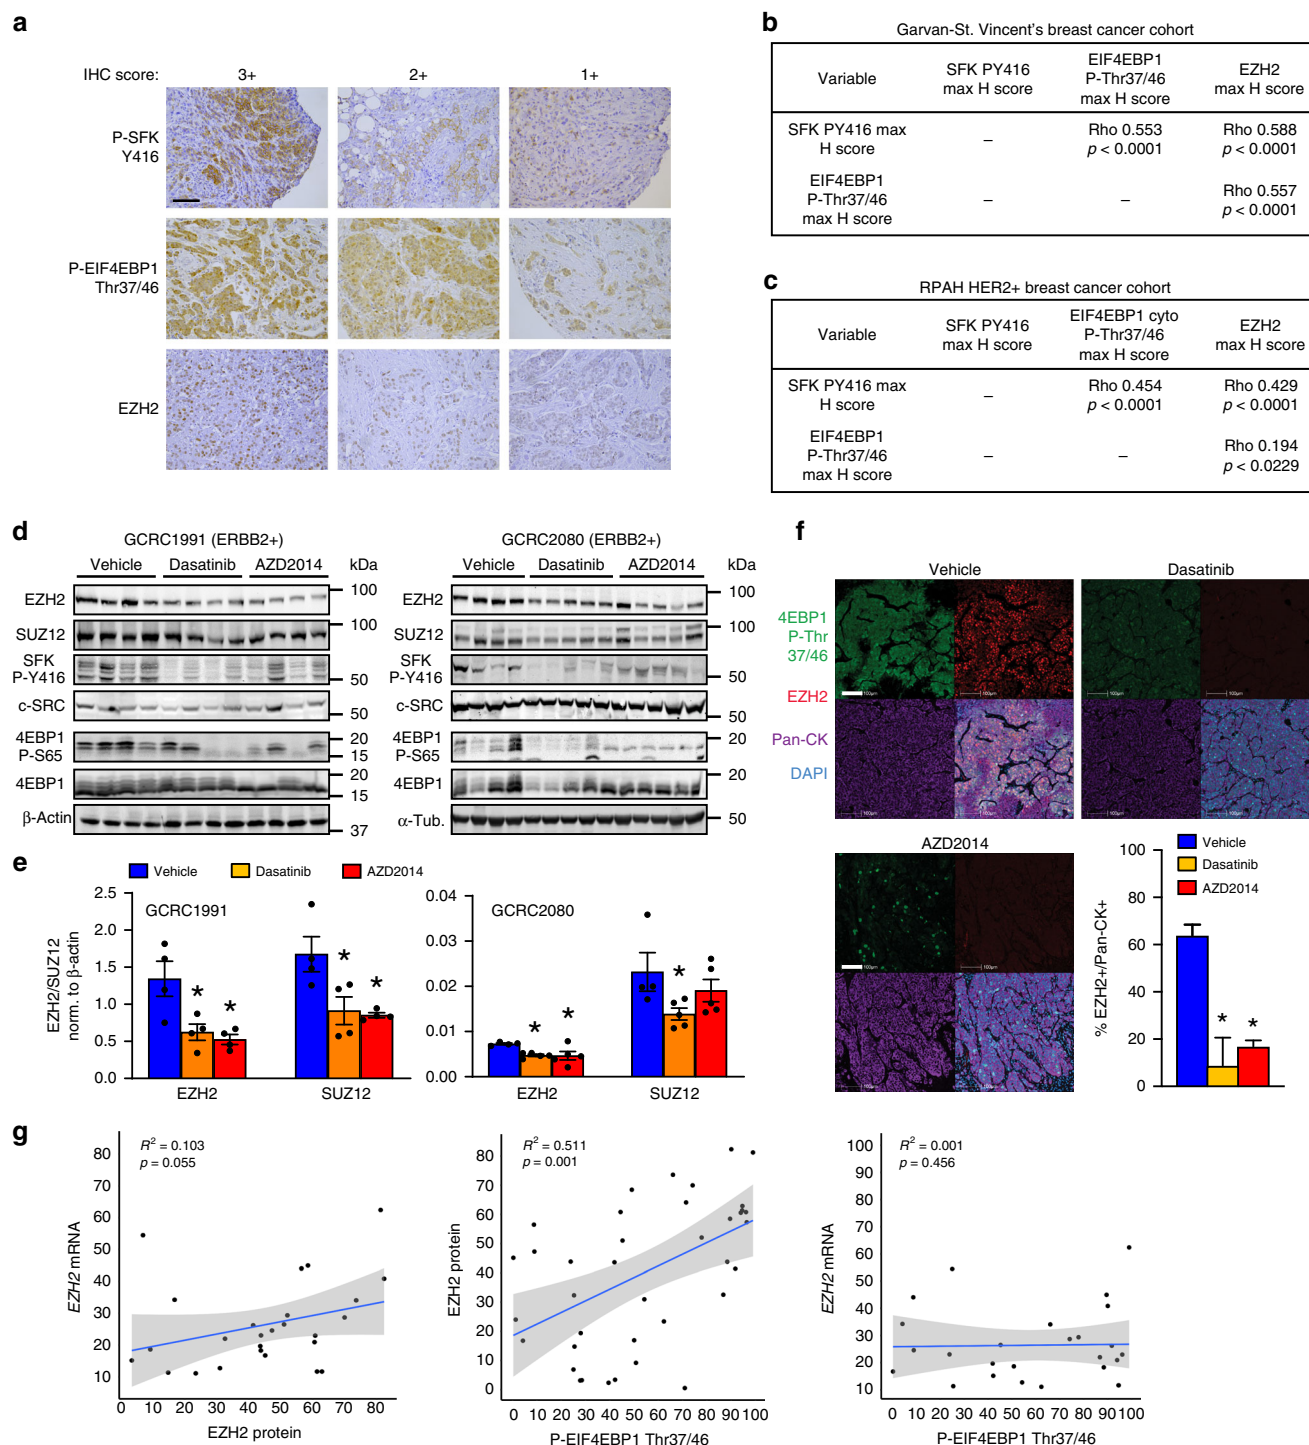 a
IHC score:
3+
2+
1+
P-SFK
Y416
P-EIF4EBP1
Thr37/46
EZH2
b
Garvan-St. Vincent's breast cancer cohort
Variable
SFK PY416
max H score
EIF4EBP1
P-Thr37/46
max H score
EZH2
max H score
SFK PY416 max
H score
–
Rho 0.553
p < 0.0001
Rho 0.588
p < 0.0001
EIF4EBP1
P-Thr37/46
max H score
–
–
Rho 0.557
p < 0.0001
c
RPAH HER2+ breast cancer cohort
Variable
SFK PY416
max H score
EIF4EBP1 cyto
P-Thr37/46
max H score
EZH2
max H score
SFK PY416 max
H score
–
Rho 0.454
p < 0.0001
Rho 0.429
p < 0.0001
EIF4EBP1
P-Thr37/46
max H score
–
–
Rho 0.194
p < 0.0229
d
GCRC1991 (ERBB2+)
Vehicle
Dasatinib
AZD2014
kDa
EZH2
100
SUZ12
100
SFK
P-Y416
50
c-SRC
50
4EBP1
P-S65
20
15
4EBP1
20
15
β-Actin
37
GCRC2080 (ERBB2+)
Vehicle
Dasatinib
AZD2014
kDa
EZH2
100
SUZ12
100
SFK
P-Y416
50
c-SRC
50
4EBP1
P-S65
20
15
4EBP1
20
α-Tub.
50
e
Vehicle
Dasatinib
AZD2014
EZH2/SUZ12
norm. to β-actin
2.5
2.0
1.5
1.0
0.5
0.0
GCRC1991
*
*
*
*
EZH2
SUZ12
0.04
0.03
0.02
0.01
0.00
GCRC2080
*
*
*
EZH2
SUZ12
f
Vehicle
Dasatinib
4EBP1
P-Thr
37/46
EZH2
Pan-CK
DAPI
100µm
100µm
100µm
100µm
100µm
100µm
100µm
100µm
AZD2014
100µm
100µm
100µm
100µm
% EZH2+/Pan-CK+
100
80
60
40
20
0
Vehicle
Dasatinib
AZD2014
*
*
g
R² = 0.103
p = 0.055
EZH2 mRNA
80
70
60
50
40
30
20
10
0 10 20 30 40 50 60 70 80
EZH2 protein
R² = 0.511
p = 0.001
EZH2 protein
80
70
60
50
40
30
20
10
0
0 10 20 30 40 50 60 70 80 90 100
P-EIF4EBP1 Thr37/46
R² = 0.001
p = 0.456
EZH2 mRNA
100
90
80
70
60
50
40
30
20
10
0 10 20 30 40 50 60 70 80 90 100
P-EIF4EBP1 Thr37/46